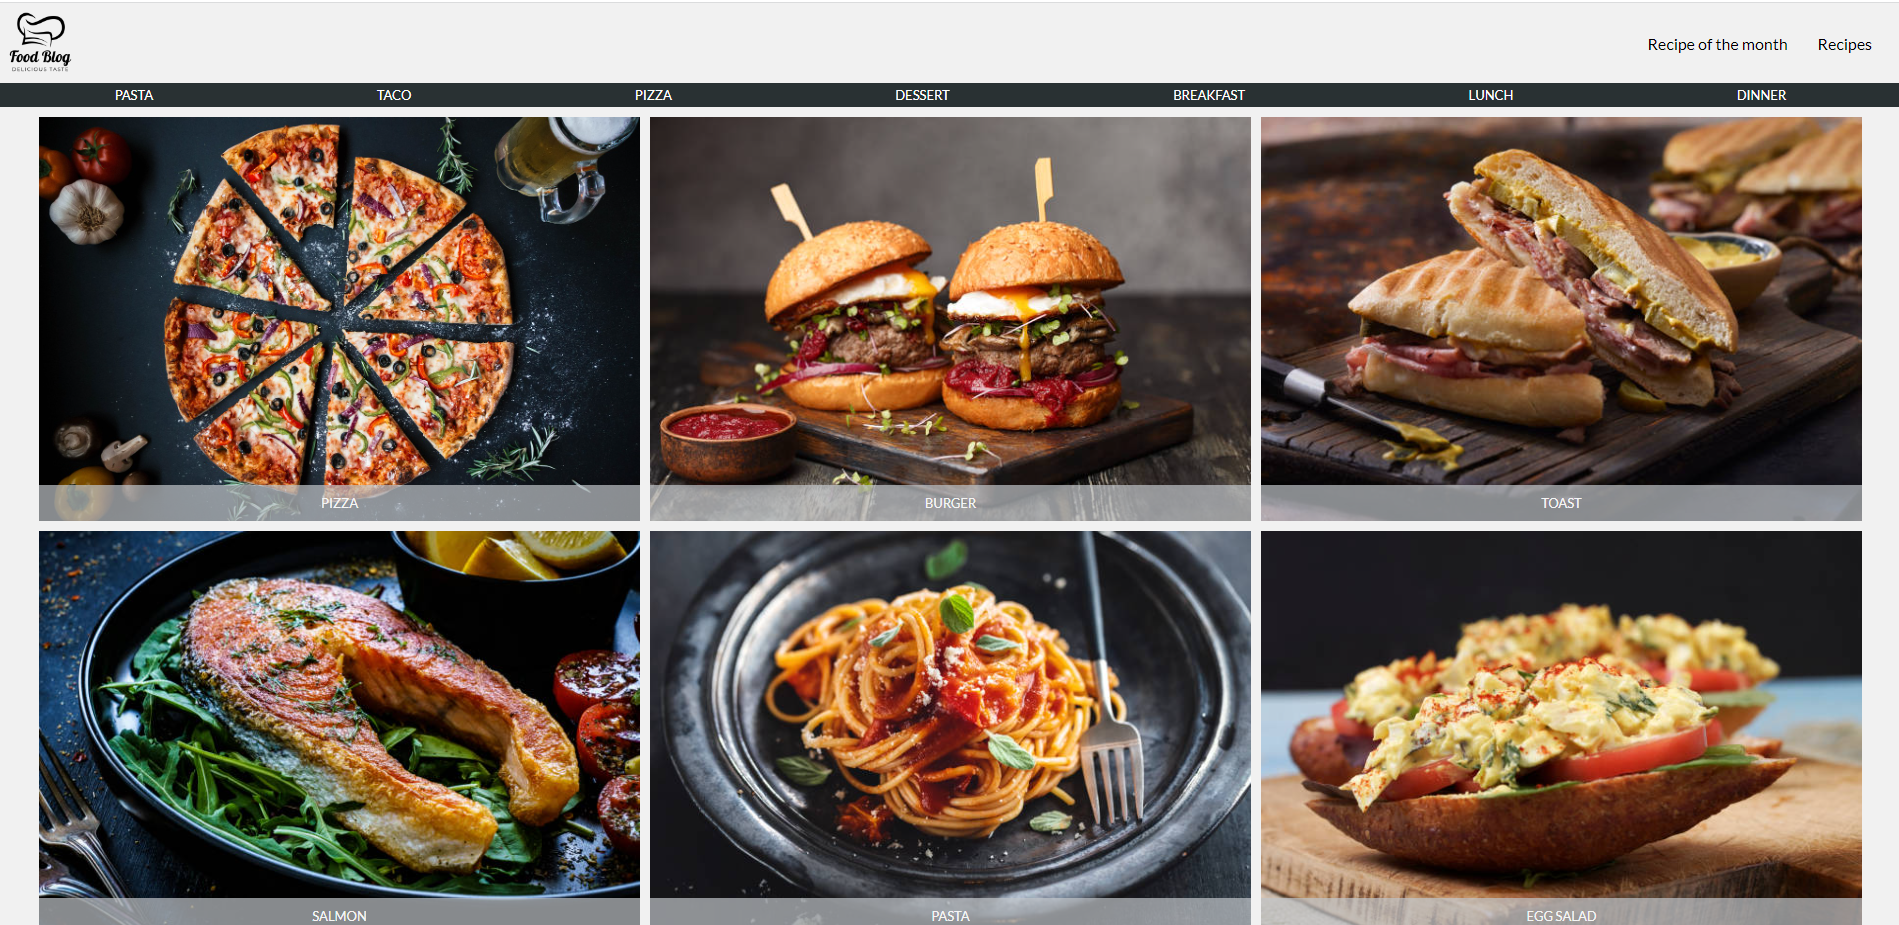 Food Blog
DELICIOUS TASTE
Recipe of the month Recipes
PASTA TACO PIZZA DESSERT BREAKFAST LUNCH DINNER
PIZZA BURGER TOAST
SALMON PASTA EGG SALAD